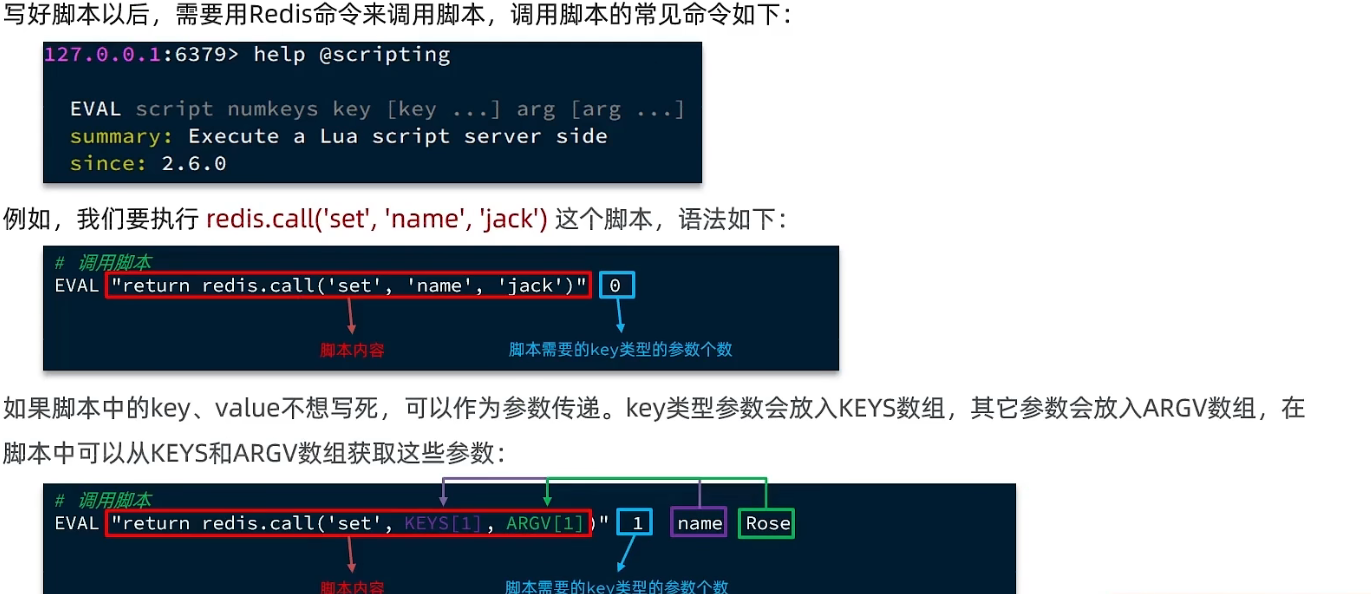 写好脚本以后，需要用Redis命令来调用脚本，调用脚本的常见命令如下：
127.0.0.1:6379> help @scripting
EVAL script numkeys key [key ...] arg [arg ...]
summary: Execute a Lua script server side
since: 2.6.0
例如，我们要执行 redis.call('set', 'name', 'jack') 这个脚本，语法如下：
# 调用脚本
EVAL "return redis.call('set', 'name', 'jack')" 0
脚本内容 脚本需要的key类型的参数个数
如果脚本中的key、value不想写死，可以作为参数传递。key类型参数会放入KEYS数组，其它参数会放入ARGV数组，在
脚本中可以从KEYS和ARGV数组获取这些参数：
# 调用脚本
EVAL "return redis.call('set', KEYS[1], ARGV[1])" 1 name Rose
脚本内容 脚本需要的key类型的参数个数